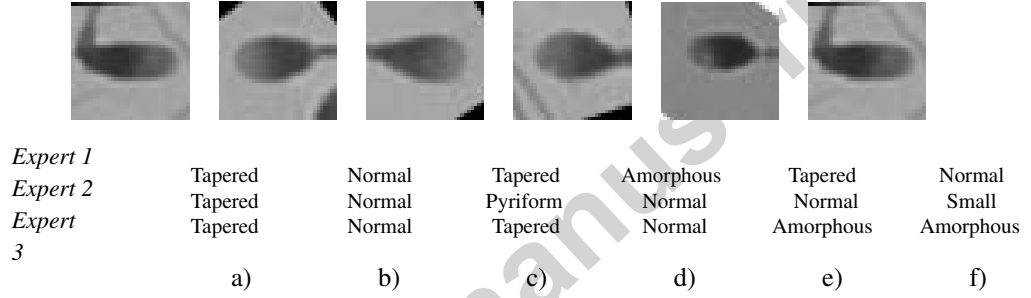 Expert 1
Expert 2
Expert
3
Tapered Normal Tapered Amorphous Tapered Normal
Tapered Normal Pyriform Normal Normal Small
Tapered Normal Tapered Normal Amorphous Amorphous
a) b) c) d) e) f)